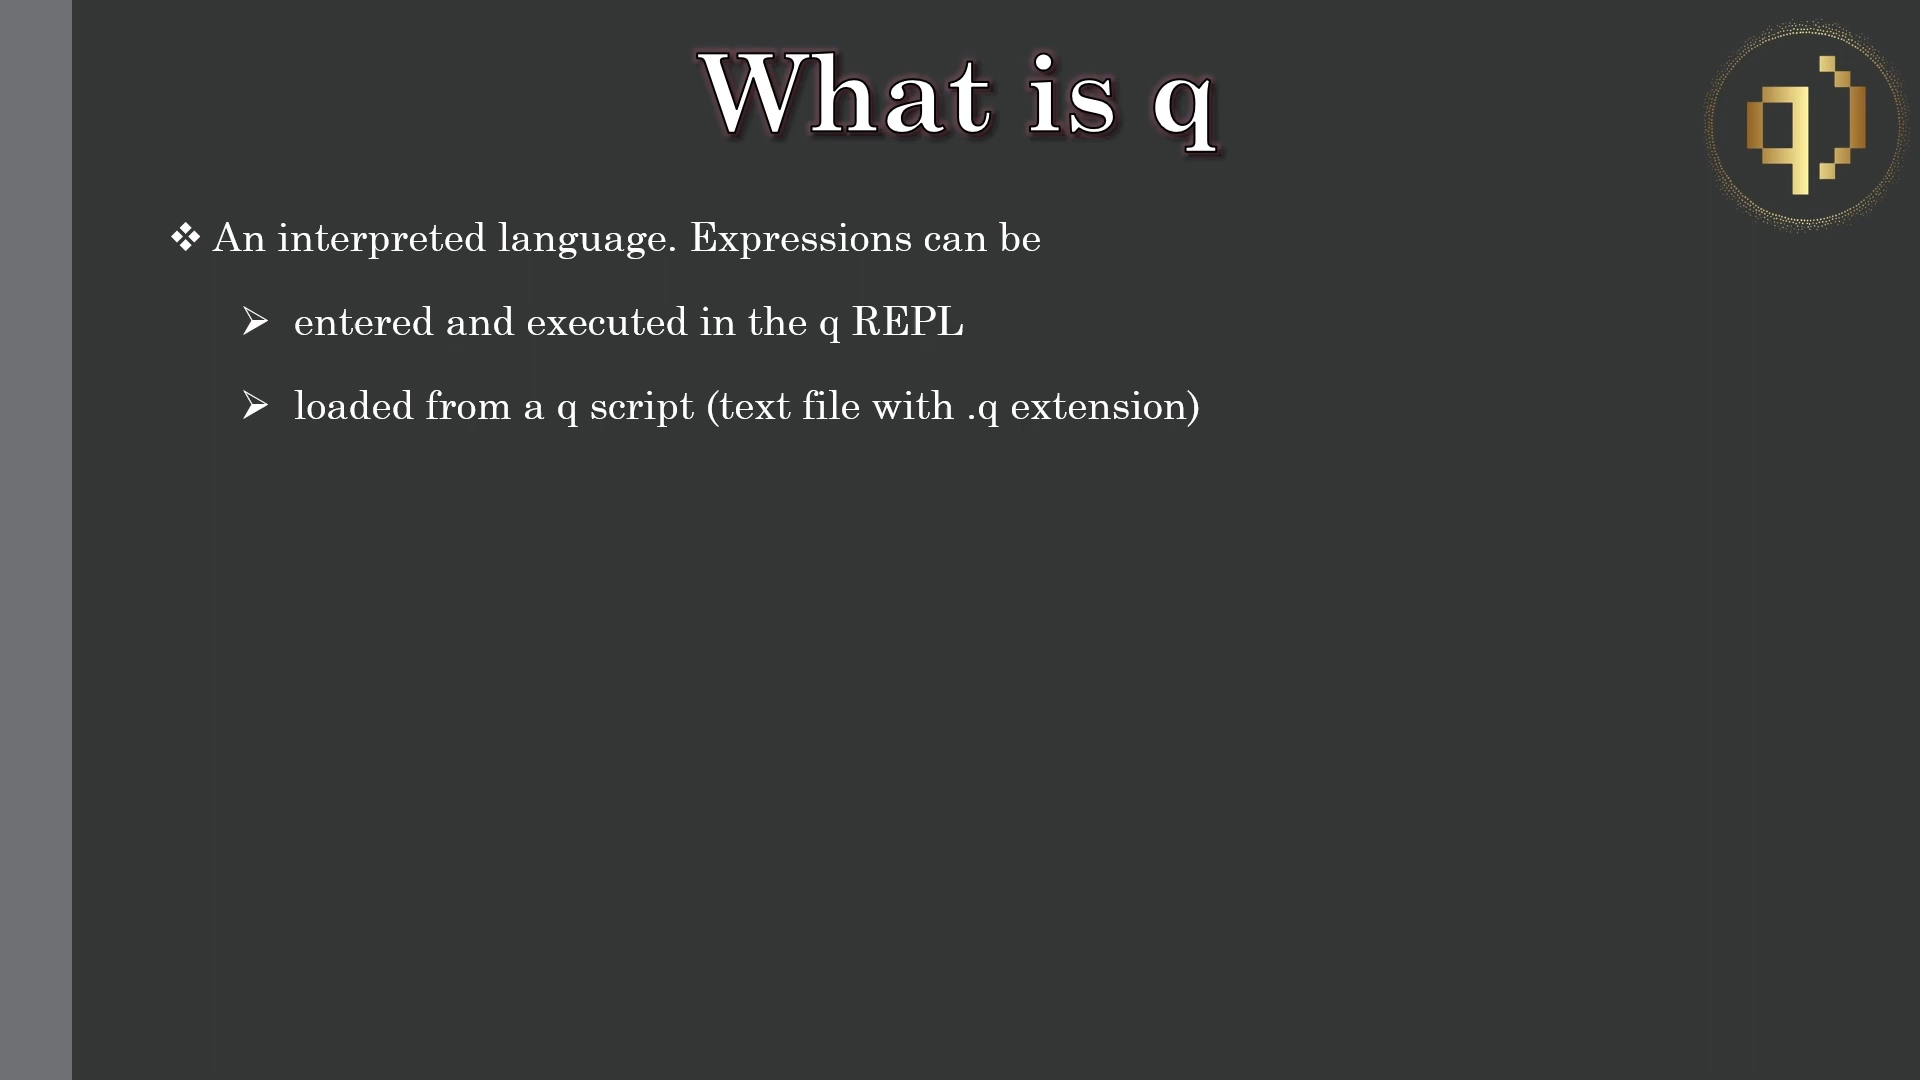 What is q
q)
❖ An interpreted language. Expressions can be
➢ entered and executed in the q REPL
➢ loaded from a q script (text file with .q extension)